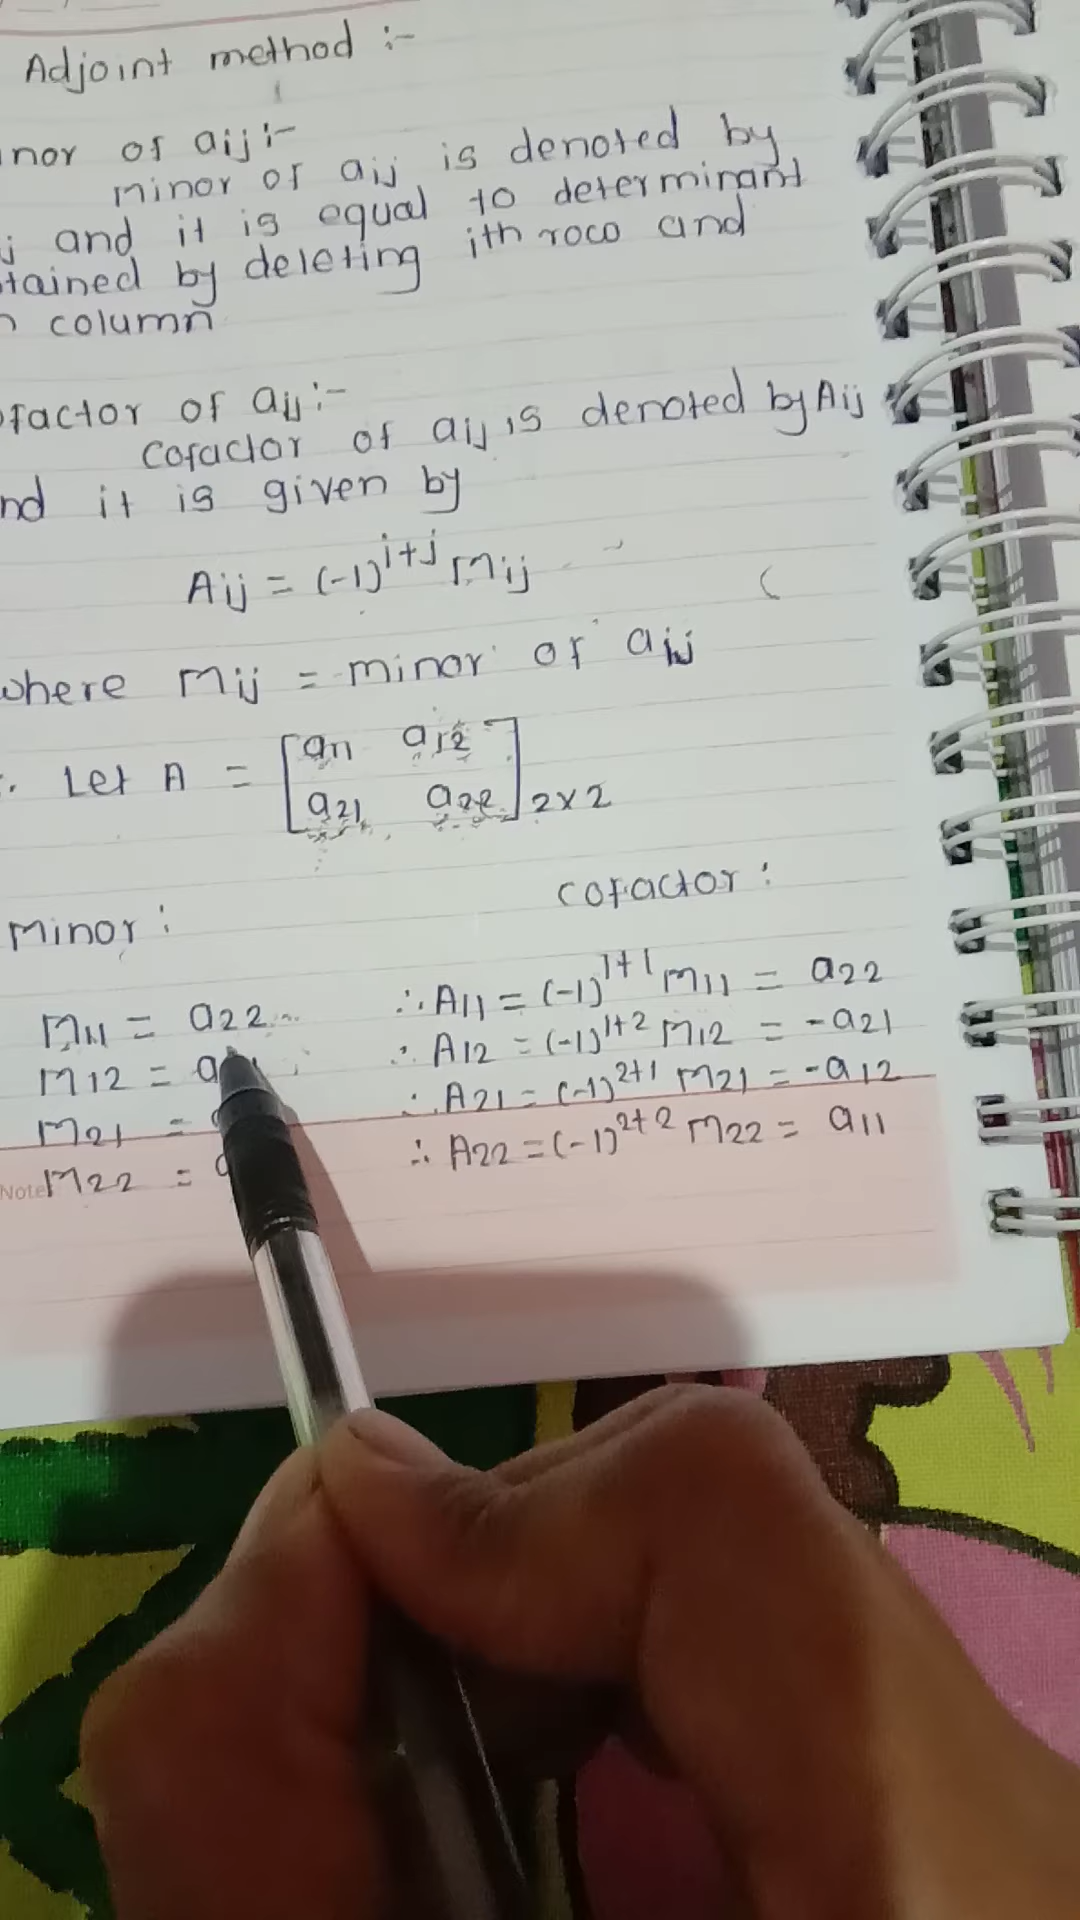 Adjoint method :-
nor of aij :-
minor of aij is denoted by
j and it is equal to determinant
tained by deleting ith row and
column
factor of aij :-
cofactor of aij is denoted by Aij
nd it is given by
Aij = (-1)^i+j Mij
where Mij = minor of aij
Let A = [a11 a12
a21 a22] 2x2
Minor :
cofactor :
M11 = a22
∴ A11 = (-1)^1+1 M11 = a22
M12 = a
∴ A12 = (-1)^1+2 M12 = -a21
M21 =
∴ A21 = (-1)^2+1 M21 = -a12
M22 =
∴ A22 = (-1)^2+2 M22 = a11
Note